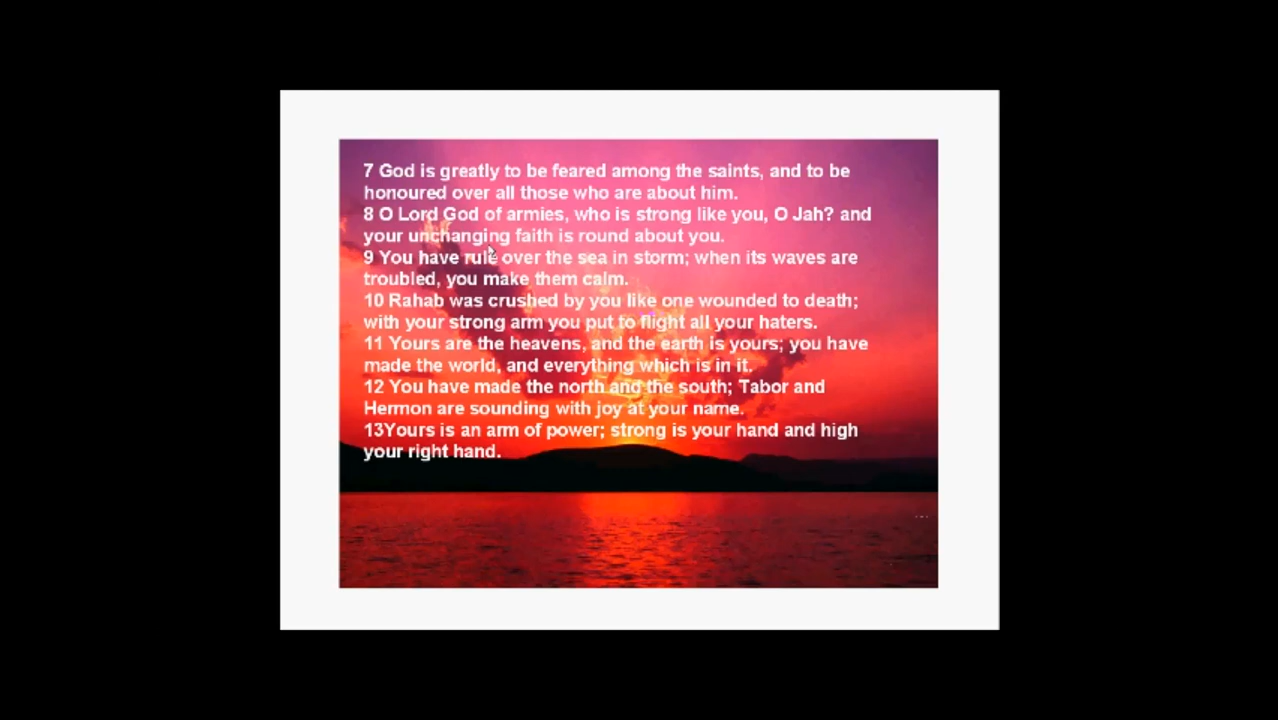 7 God is greatly to be feared among the saints, and to be
honoured over all those who are about him.
8 O Lord God of armies, who is strong like you, O Jah? and
your unchanging faith is round about you.
9 You have rule over the sea in storm; when its waves are
troubled, you make them calm.
10 Rahab was crushed by you like one wounded to death;
with your strong arm you put to flight all your haters.
11 Yours are the heavens, and the earth is yours; you have
made the world, and everything which is in it.
12 You have made the north and the south; Tabor and
Hermon are sounding with joy at your name.
13Yours is an arm of power; strong is your hand and high
your right hand.